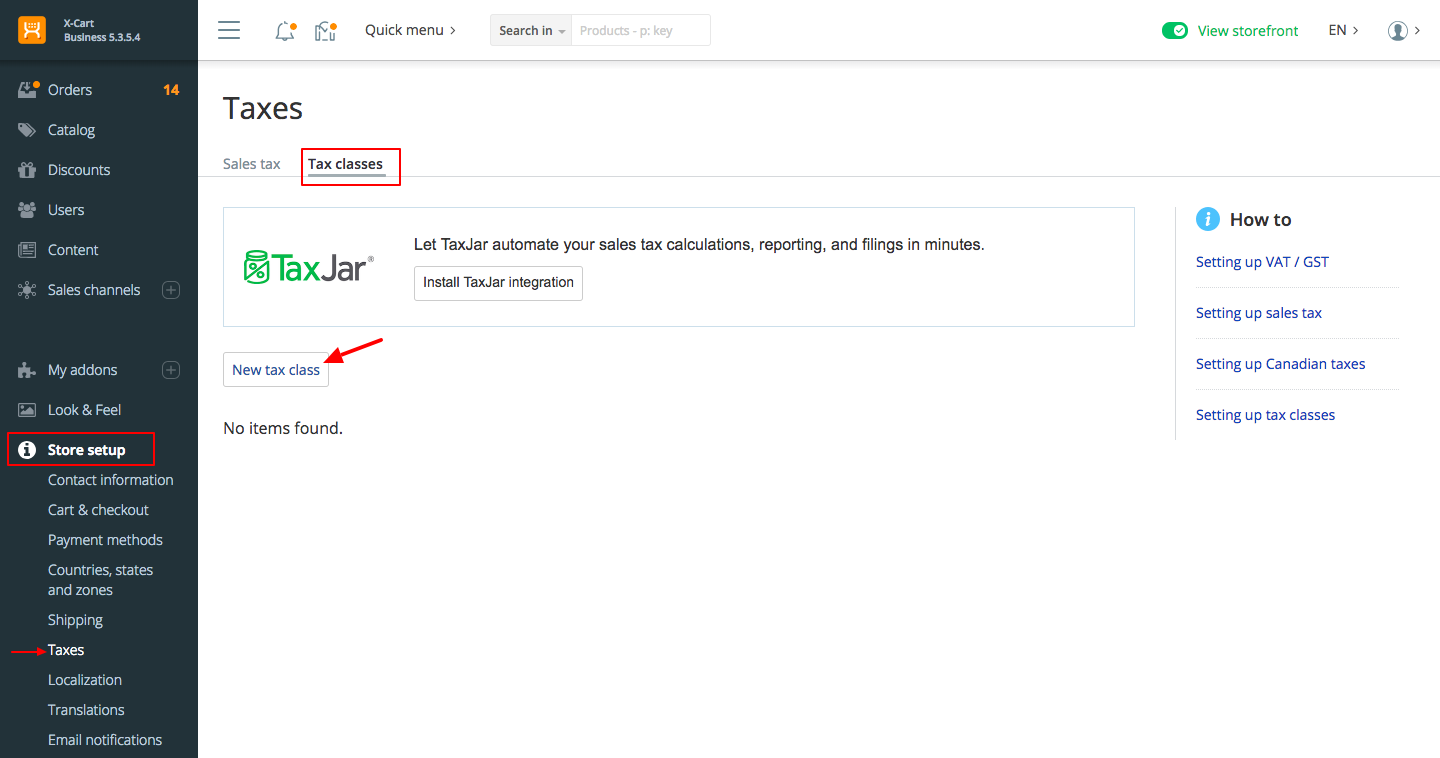 X-Cart
Business 5.3.5.4
Quick menu
Search in
Products - p: key
View storefront
EN
Orders
14
Catalog
Discounts
Users
Content
Sales channels
My addons
Look & Feel
Store setup
Contact information
Cart & checkout
Payment methods
Countries, states
and zones
Shipping
Taxes
Localization
Translations
Email notifications
Taxes
Sales tax
Tax classes
TaxJar®
Let TaxJar automate your sales tax calculations, reporting, and filings in minutes.
Install TaxJar integration
New tax class
No items found.
How to
Setting up VAT / GST
Setting up sales tax
Setting up Canadian taxes
Setting up tax classes